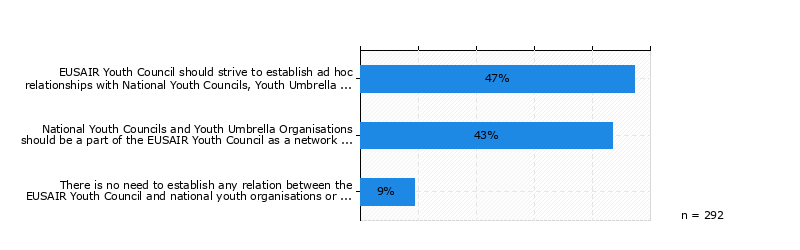 EUSAIR Youth Council should strive to establish ad hoc
relationships with National Youth Councils, Youth Umbrella ...
47%
National Youth Councils and Youth Umbrella Organisations
should be a part of the EUSAIR Youth Council as a network ...
43%
There is no need to establish any relation between the
EUSAIR Youth Council and national youth organisations or ...
9%
n = 292